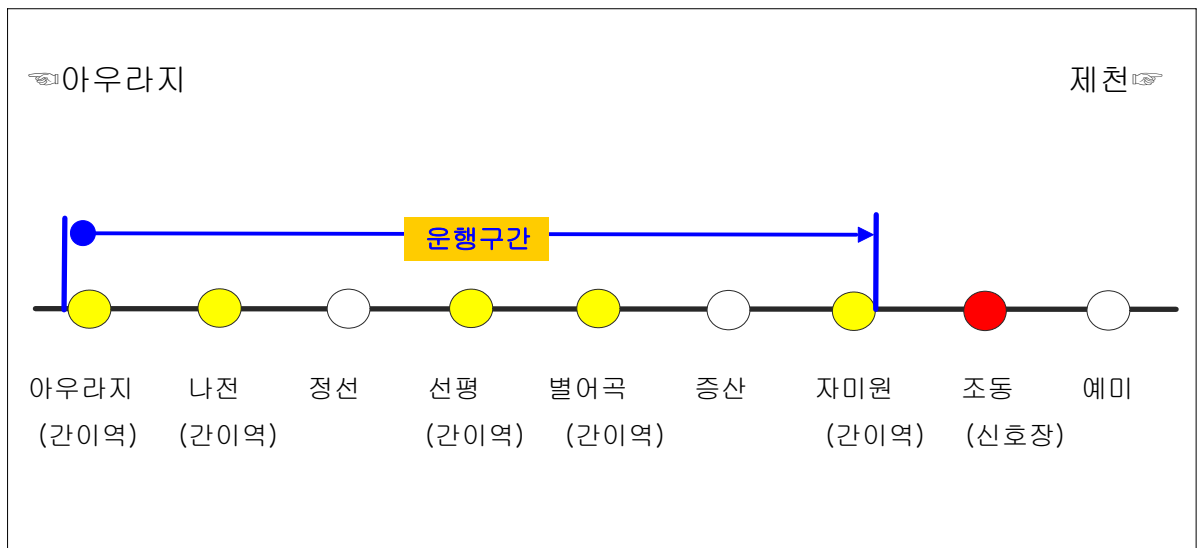 ☜아우라지 제천☞
운행구간
아우라지 나전 정선 선평 별어곡 증산 자미원 조동 예미
(간이역) (간이역) (간이역) (간이역) (간이역) (신호장)